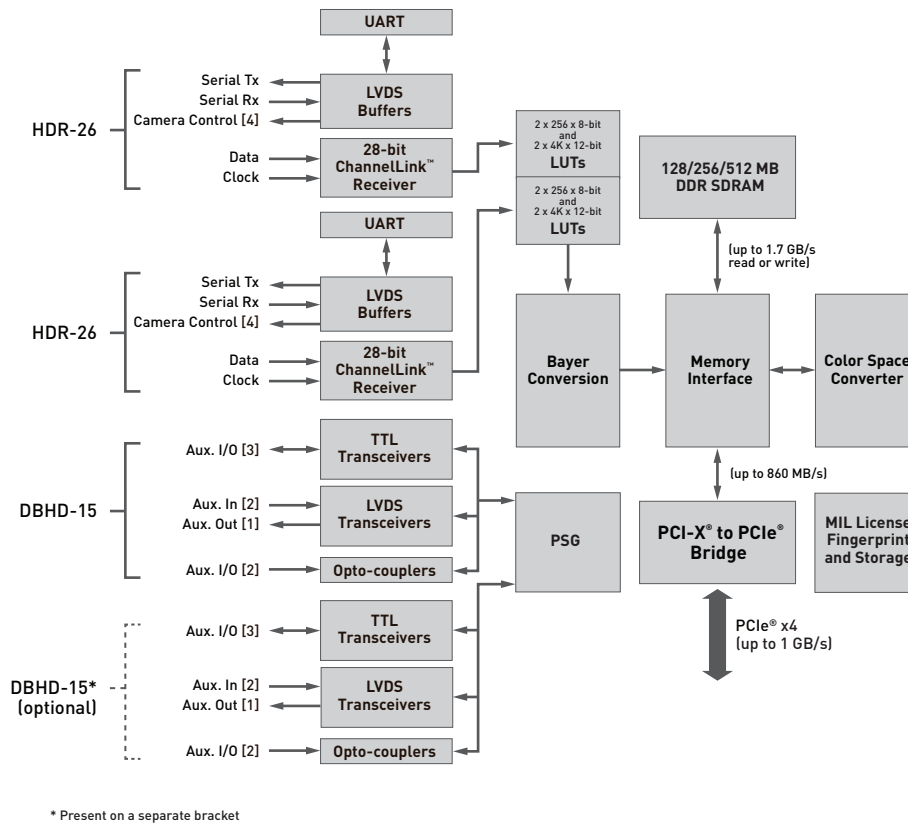 UART
Serial Tx
Serial Rx
Camera Control [4]
LVDS
Buffers
HDR-26
Data
Clock
28-bit
ChannelLink™
Receiver
2 x 256 x 8-bit
and
2 x 4K x 12-bit
LUTs
2 x 256 x 8-bit
and
2 x 4K x 12-bit
LUTs
128/256/512 MB
DDR SDRAM
(up to 1.7 GB/s
read or write)
UART
Serial Tx
Serial Rx
Camera Control [4]
LVDS
Buffers
HDR-26
Data
Clock
28-bit
ChannelLink™
Receiver
Bayer
Conversion
Memory
Interface
Color Space
Converter
(up to 860 MB/s)
Aux. I/O [3]
TTL
Transceivers
DBHD-15
Aux. In [2]
Aux. Out [1]
LVDS
Transceivers
Aux. I/O [2]
Opto-couplers
PSG
PCI-X® to PCIe®
Bridge
MIL License
Fingerprint
and Storage
PCIe® x4
(up to 1 GB/s)
Aux. I/O [3]
TTL
Transceivers
DBHD-15*
(optional)
Aux. In [2]
Aux. Out [1]
LVDS
Transceivers
Aux. I/O [2]
Opto-couplers
* Present on a separate bracket